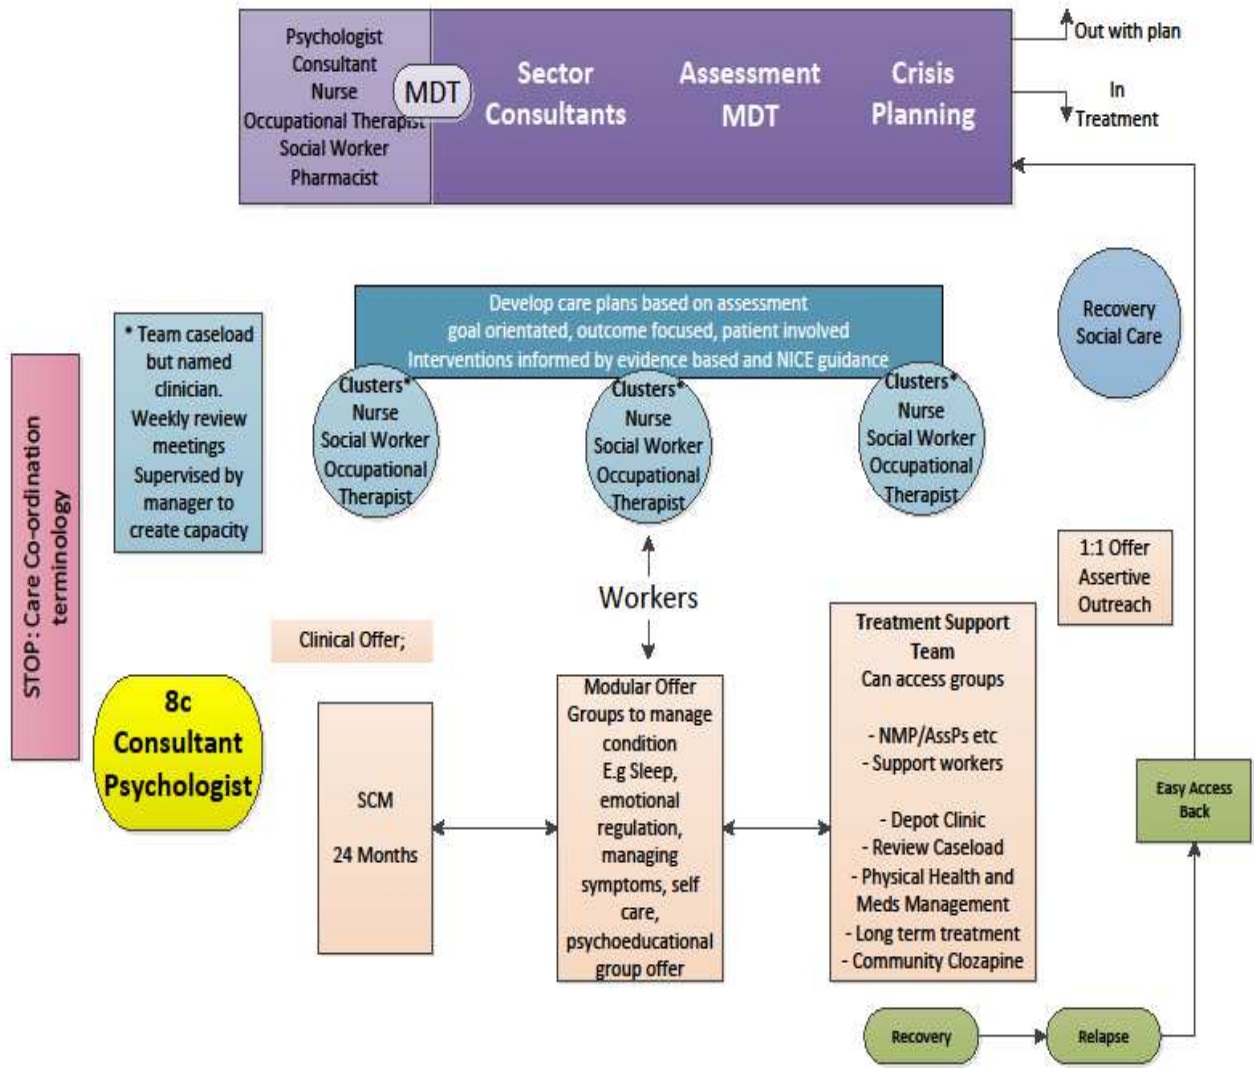 Psychologist
Consultant
Nurse
Occupational Therapist
Social Worker
Pharmacist
MDT
Sector
Consultants
Assessment
MDT
Crisis
Planning
Out with plan
In
Treatment
Develop care plans based on assessment
goal orientated, outcome focused, patient involved
Interventions informed by evidence based and NICE guidance
Recovery
Social Care
STOP: Care Co-ordination
terminology
* Team caseload
but named
clinician.
Weekly review
meetings
Supervised by
manager to
create capacity
Clusters*
Nurse
Social Worker
Occupational
Therapist
Clusters*
Nurse
Social Worker
Occupational
Therapist
Clusters*
Nurse
Social Worker
Occupational
Therapist
1:1 Offer
Assertive
Outreach
Workers
Clinical Offer;
8c
Consultant
Psychologist
SCM
24 Months
Modular Offer
Groups to manage
condition
E.g Sleep,
emotional
regulation,
managing
symptoms, self
care,
psychoeducational
group offer
Treatment Support
Team
Can access groups
- NMP/AssPs etc
- Support workers
- Depot Clinic
- Review Caseload
- Physical Health and
Meds Management
- Long term treatment
- Community Clozapine
Easy Access
Back
Recovery
Relapse